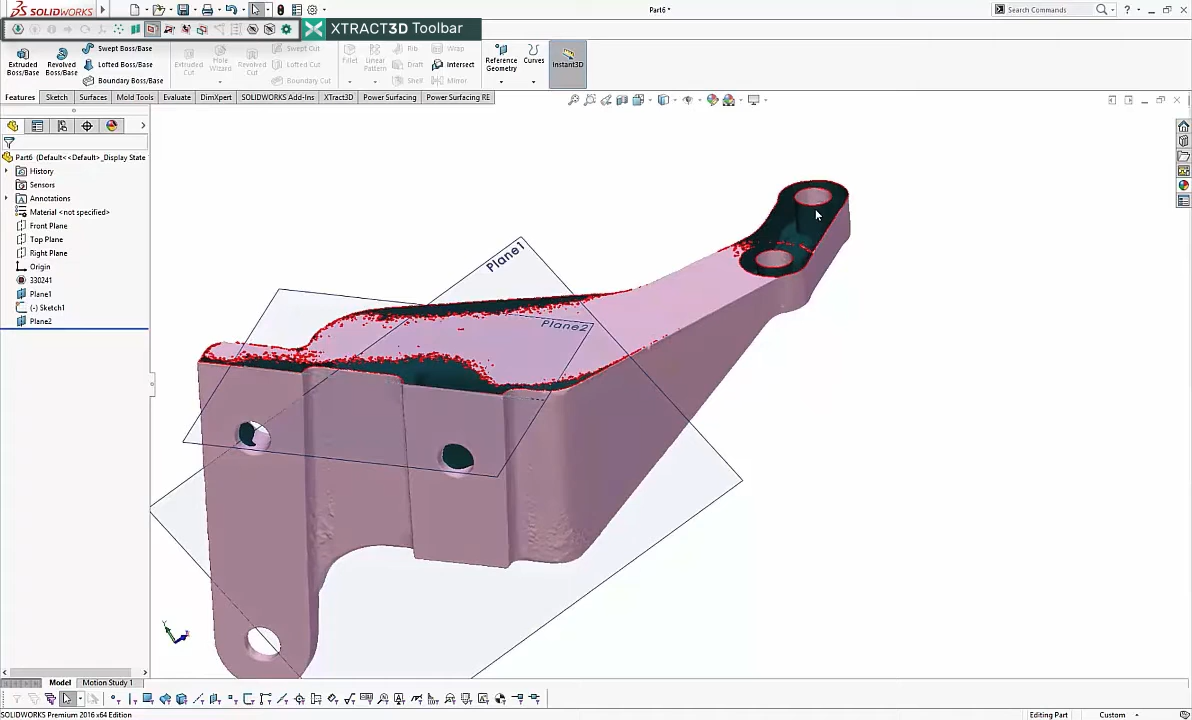 SOLIDWORKS
Part6 *
Search Commands
XTRACT3D Toolbar
Extruded Boss/Base
Revolved Boss/Base
Swept Boss/Base
Lofted Boss/Base
Boundary Boss/Base
Extruded Cut
Hole Wizard
Revolved Cut
Swept Cut
Lofted Cut
Boundary Cut
Fillet
Linear Pattern
Rib
Draft
Shell
Wrap
Intersect
Mirror
Reference Geometry
Curves
Instant3D
Features
Sketch
Surfaces
Mold Tools
Evaluate
DimXpert
SOLIDWORKS Add-Ins
XTract3D
Power Surfacing
Power Surfacing RE
Part6 (Default<<Default>_Display State
History
Sensors
Annotations
Material <not specified>
Front Plane
Top Plane
Right Plane
Origin
330241
Plane1
(-) Sketch1
Plane2
Plane1
Plane2
Y
Model
Motion Study 1
SOLIDWORKS Premium 2016 x64 Edition
Editing Part
Custom